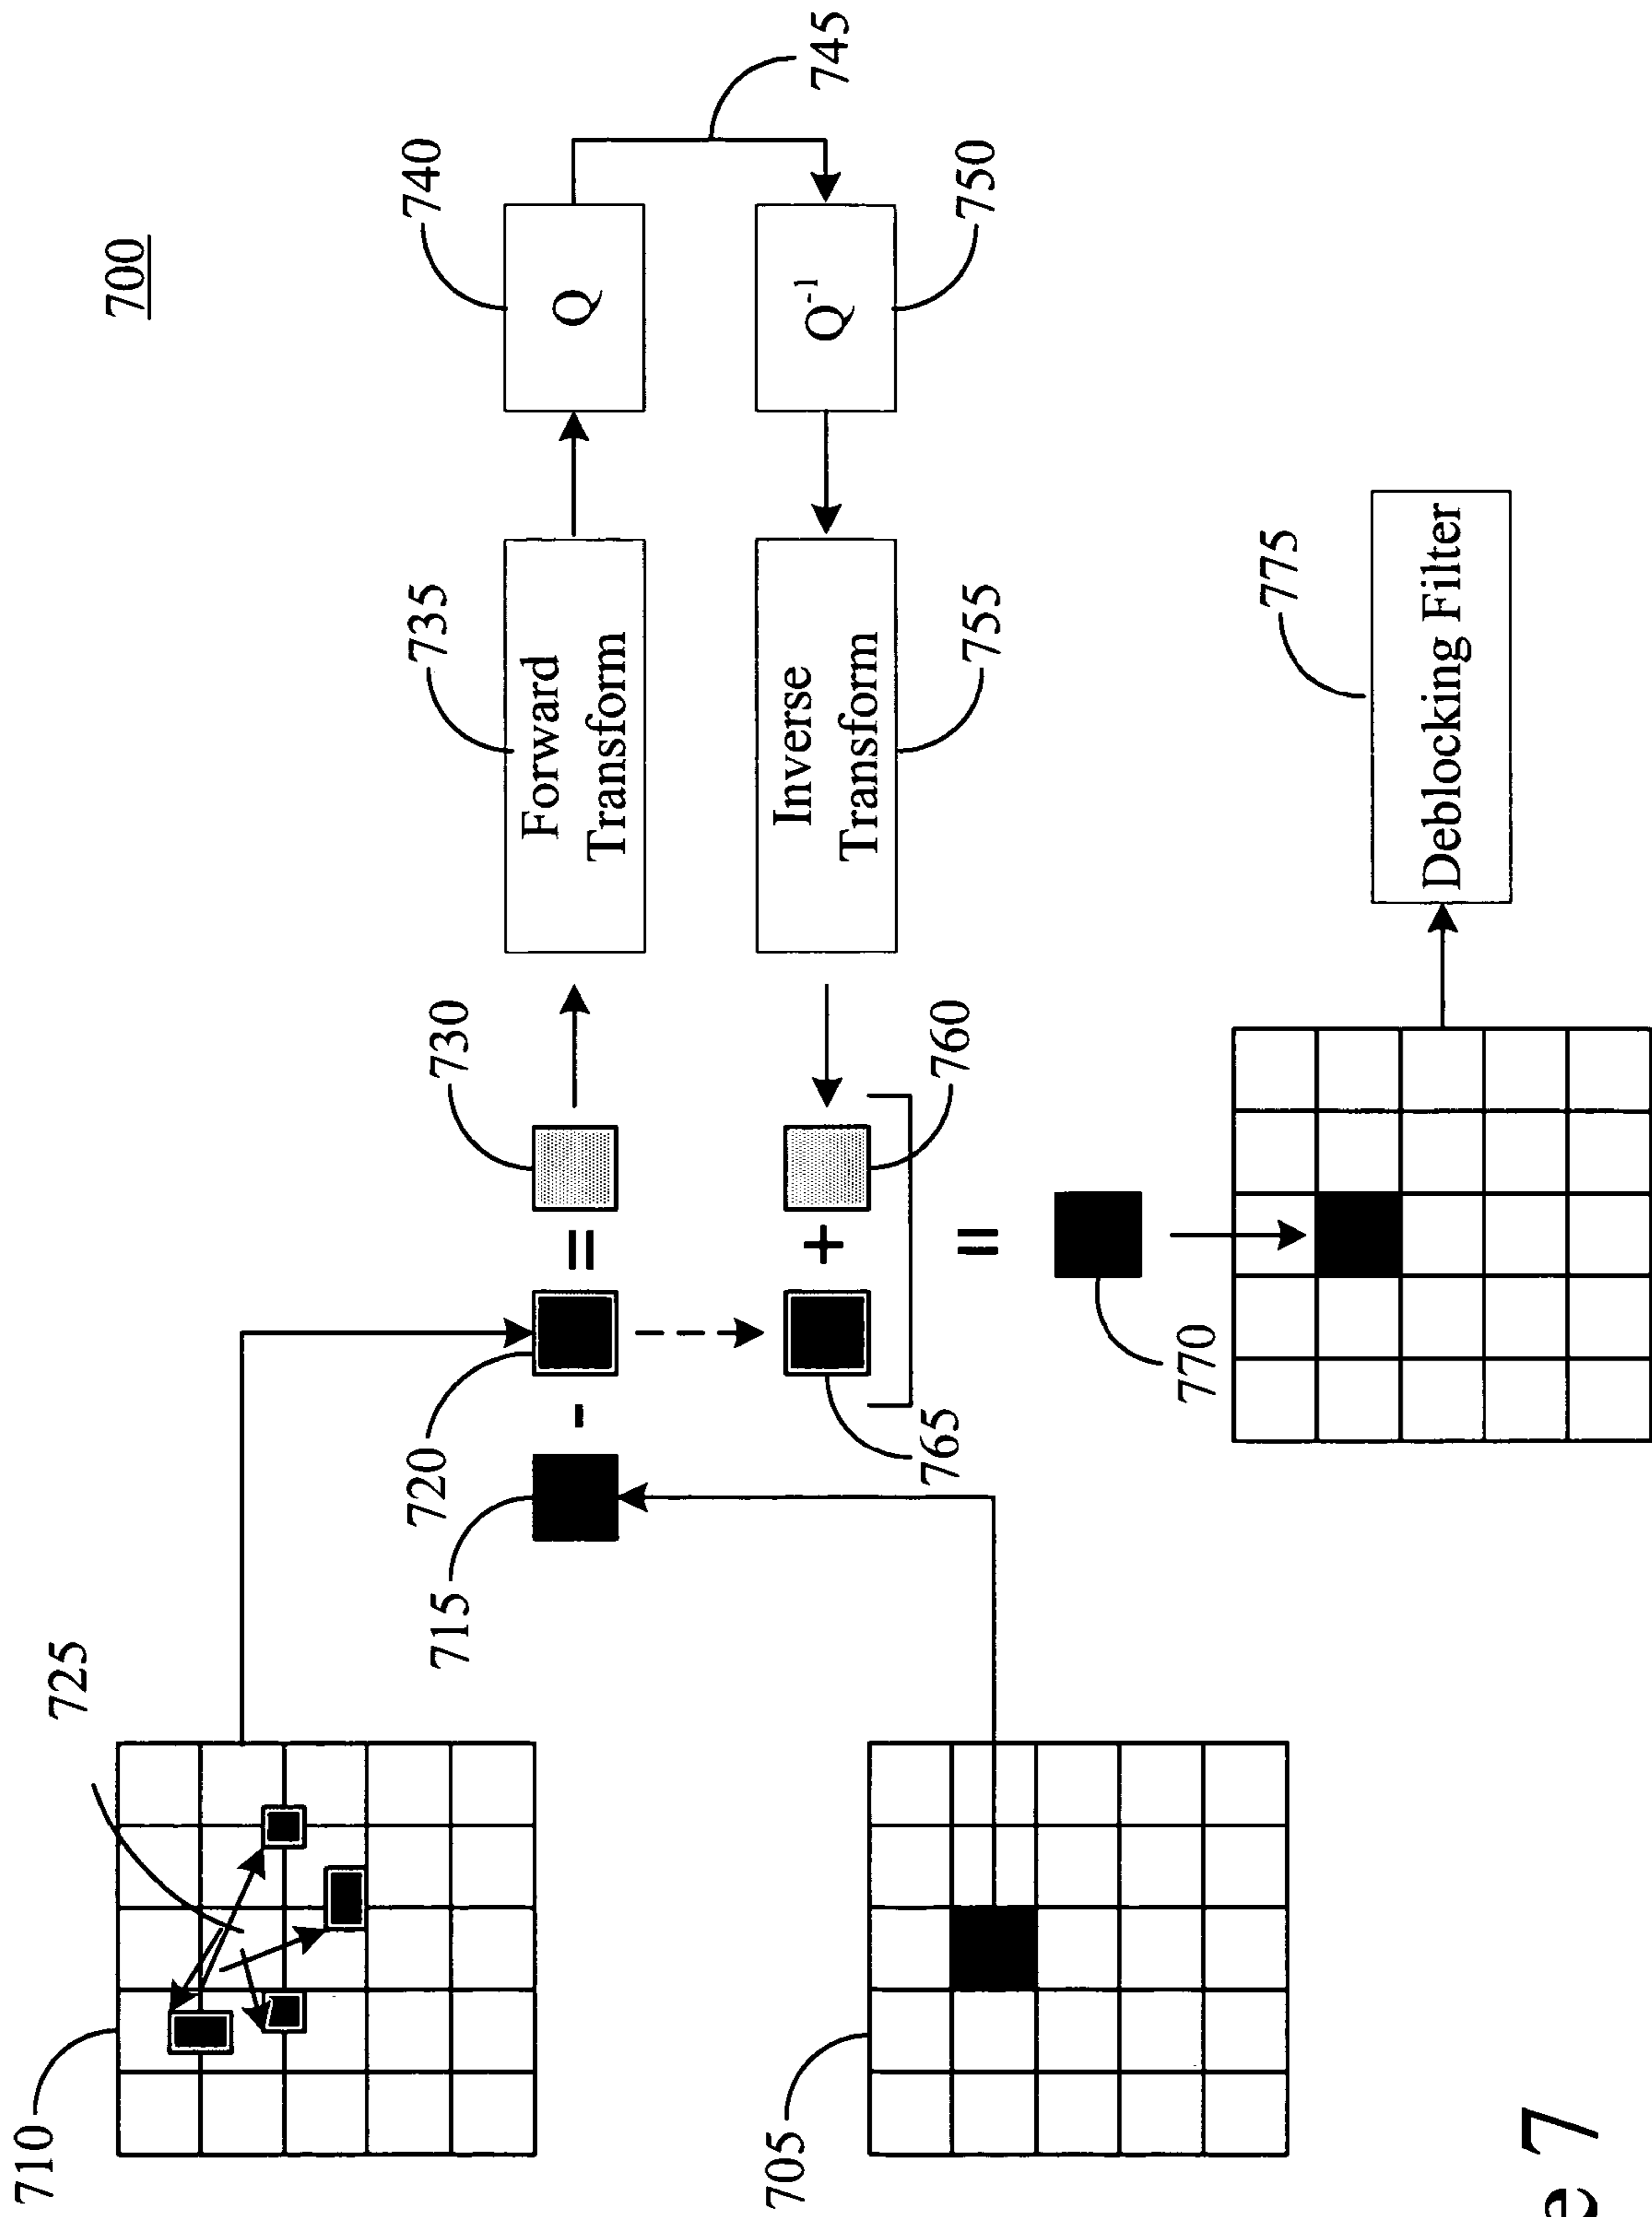 710
725
700
715
720
730
735
740
Forward
Transform
Q
- =
745
705
+
Inverse
Transform
Q-1
765
760
755
750
=
770
775
Deblocking Filter
e 7